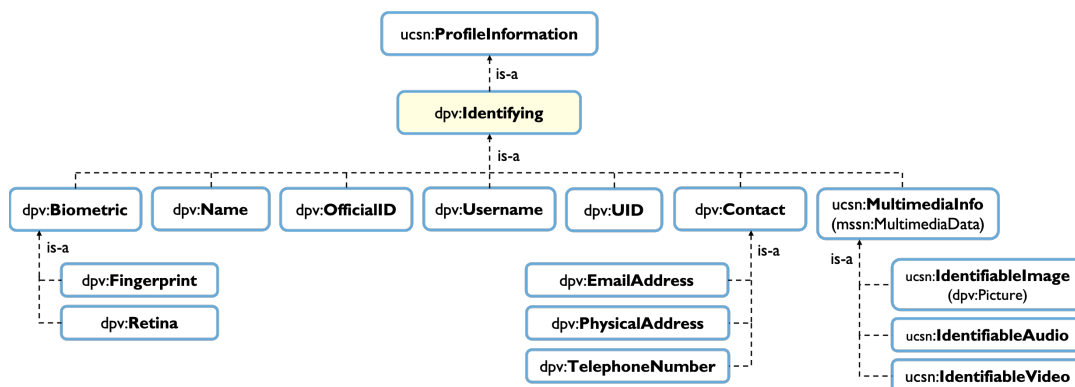 ucsn:ProfileInformation
is-a
dpv:Identifying
is-a
dpv:Biometric
dpv:Name
dpv:OfficialID
dpv:Username
dpv:UID
dpv:Contact
ucsn:MultimediaInfo
(mssn:MultimediaData)
is-a
dpv:Fingerprint
dpv:Retina
is-a
dpv:EmailAddress
dpv:PhysicalAddress
dpv:TelephoneNumber
is-a
ucsn:IdentifiableImage
(dpv:Picture)
ucsn:IdentifiableAudio
ucsn:IdentifiableVideo